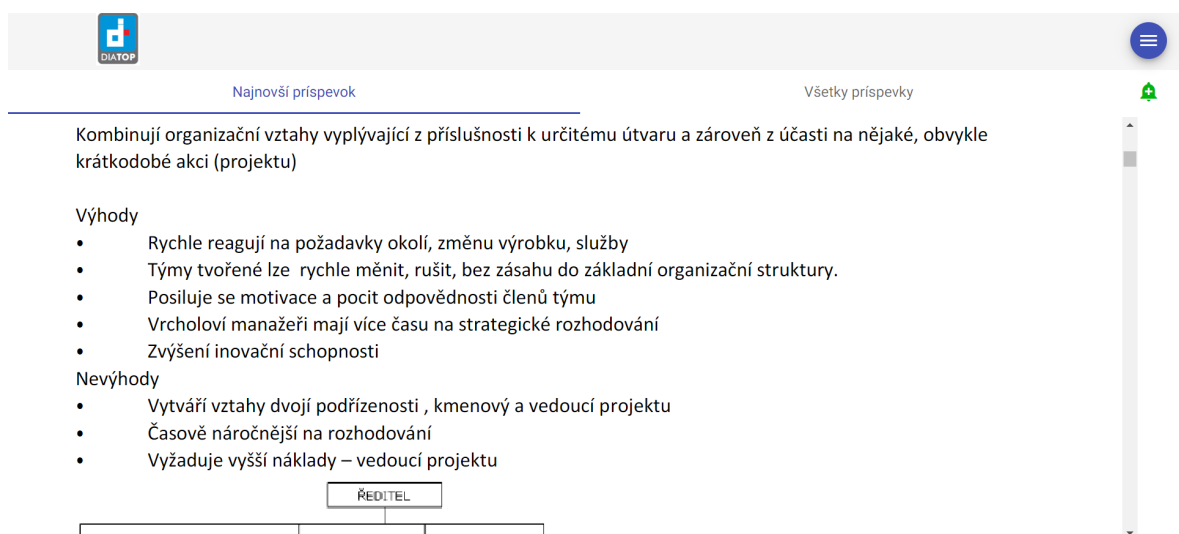 DIATOP
Najnovší príspevok
Všetky príspevky
Kombinují organizační vztahy vyplývající z příslušnosti k určitému útvaru a zároveň z účasti na nějaké, obvykle
krátkodobé akci (projektu)
Výhody
• Rychle reagují na požadavky okolí, změnu výrobku, služby
• Týmy tvořené lze  rychle měnit, rušit, bez zásahu do základní organizační struktury.
• Posiluje se motivace a pocit odpovědnosti členů týmu
• Vrcholoví manažeři mají více času na strategické rozhodování
• Zvýšení inovační schopnosti
Nevýhody
• Vytváří vztahy dvojí podřízenosti , kmenový a vedoucí projektu
• Časově náročnější na rozhodování
• Vyžaduje vyšší náklady – vedoucí projektu
ŘEDITEL